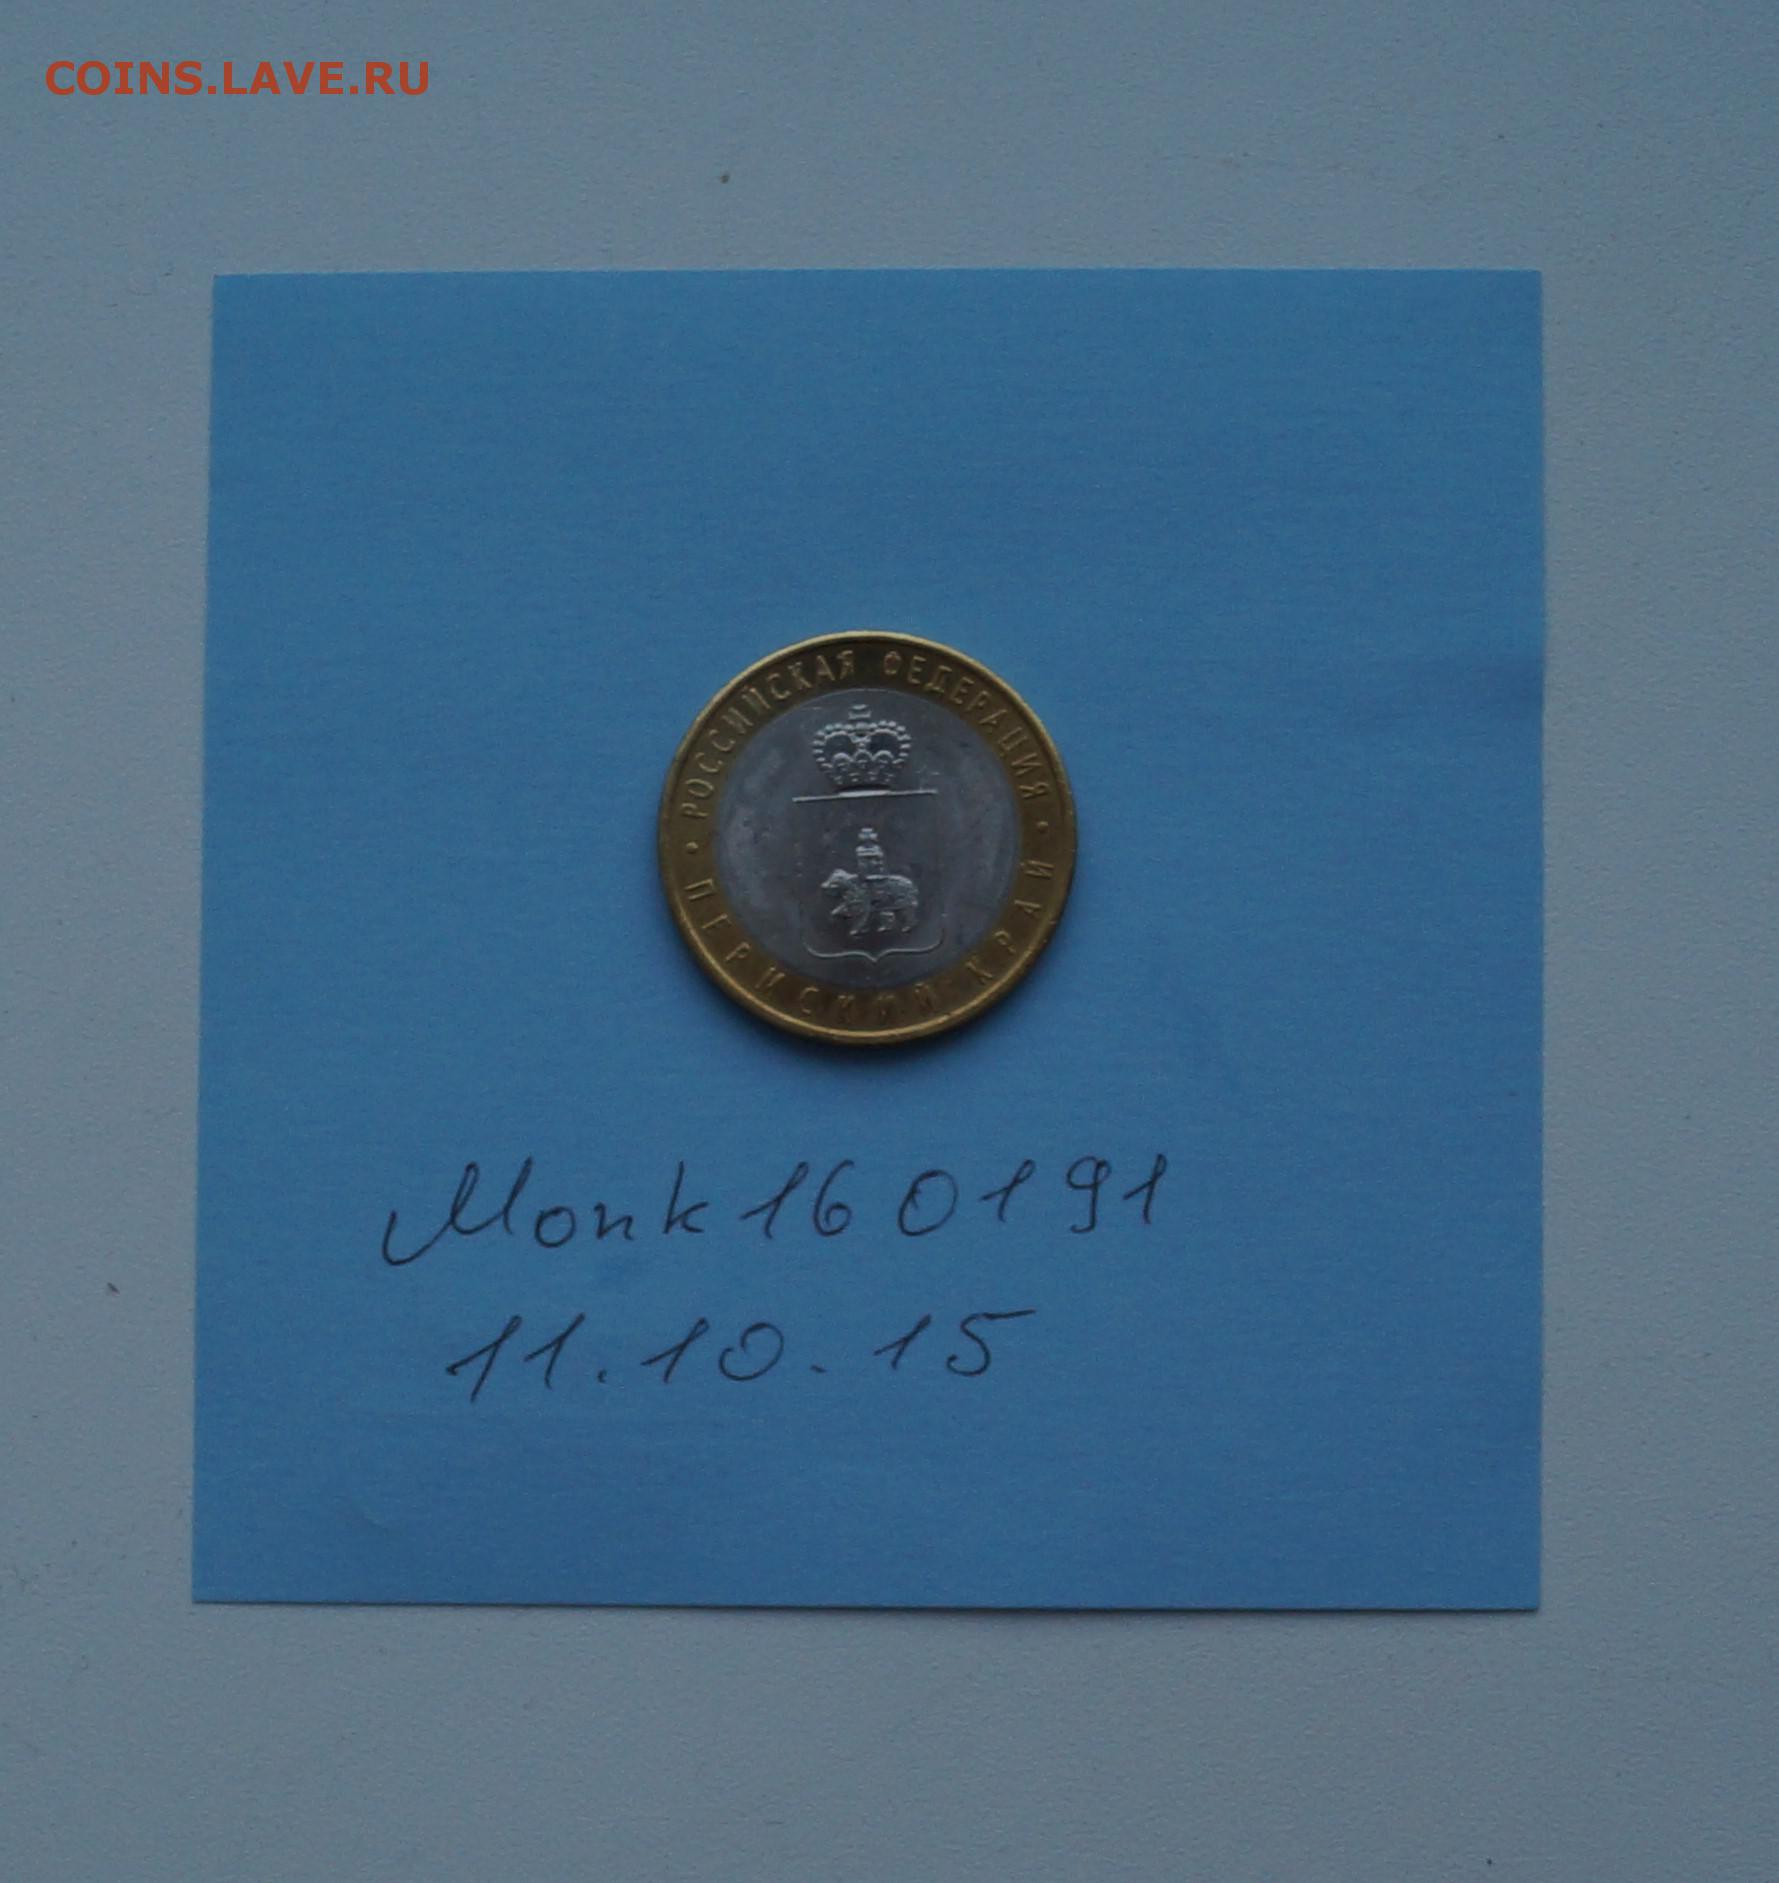 COINS.LAVE.RU
РОССИЙСКАЯ ФЕДЕРАЦИЯ
ПЕРМСКИЙ КРАЙ
Monk160191
11.10.15